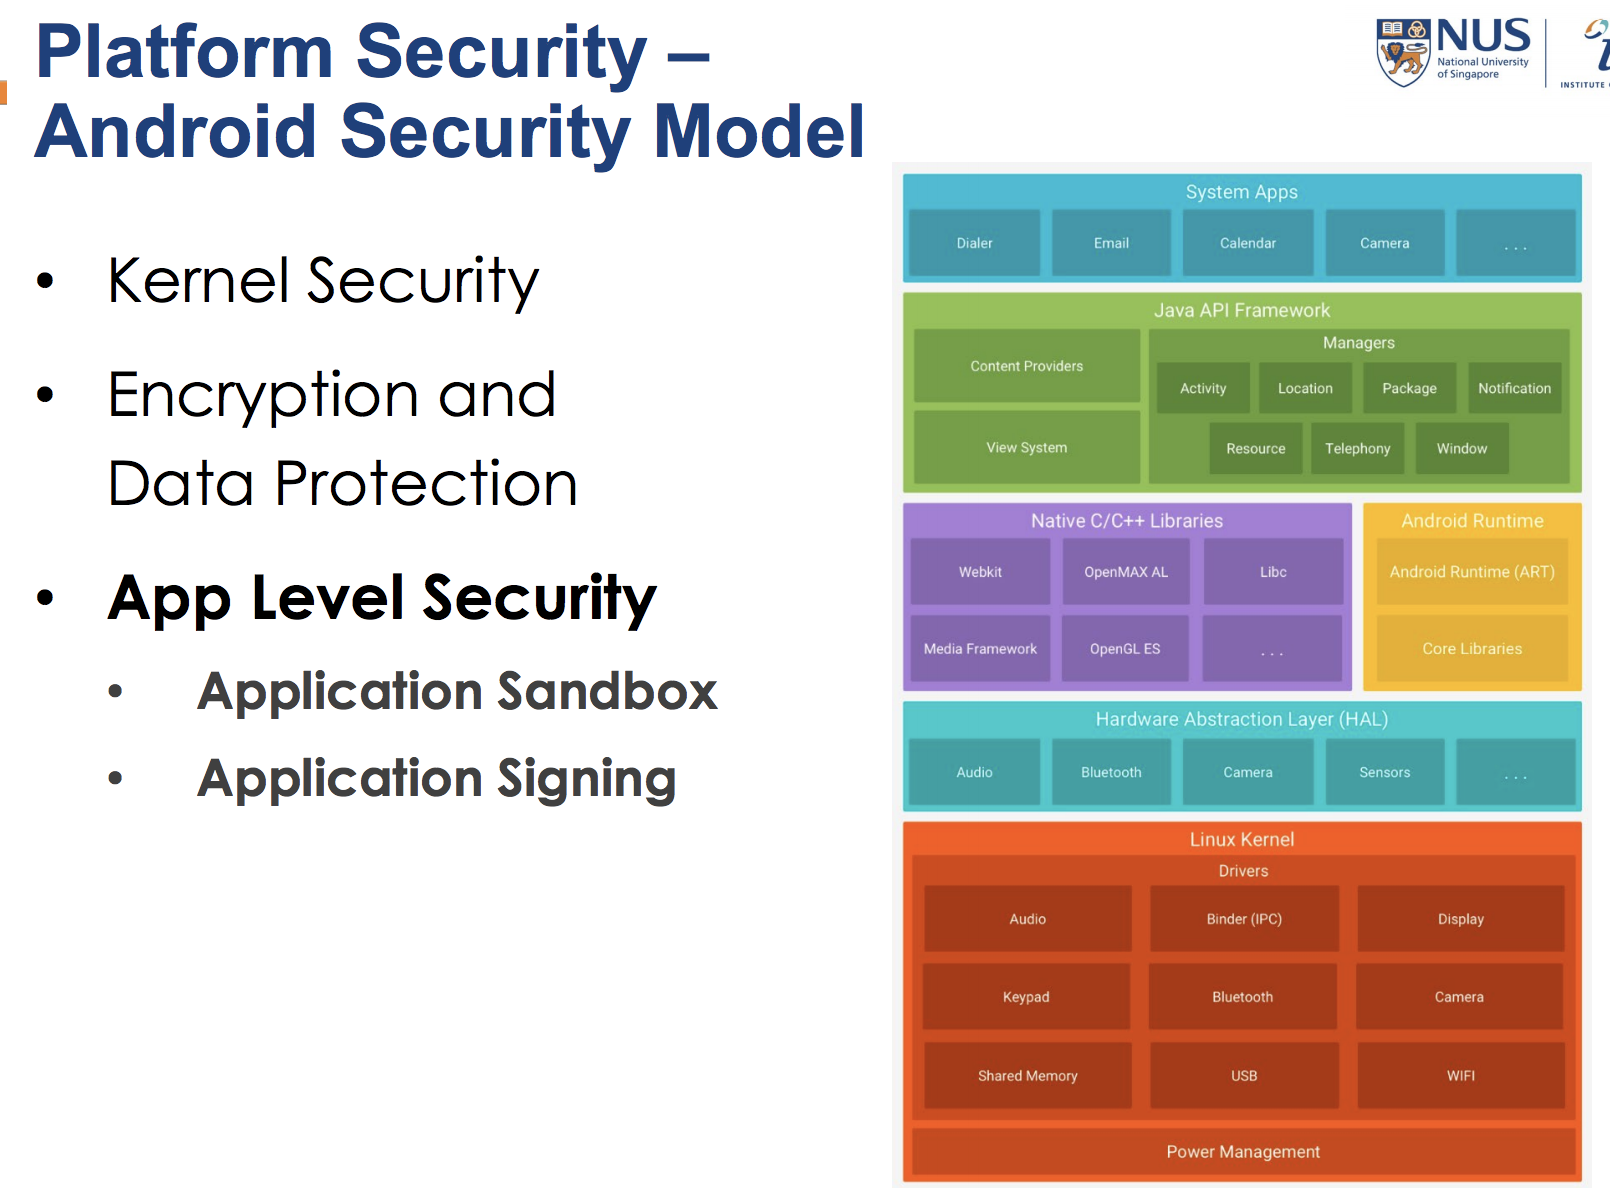 Platform Security –
Android Security Model
NUS
National University
of Singapore
INSTITUTE
• Kernel Security
• Encryption and
Data Protection
• App Level Security
• Application Sandbox
• Application Signing
System Apps
Dialer Email Calendar Camera ...
Java API Framework
Content Providers
View System
Managers
Activity Location Package Notification
Resource Telephony Window
Native C/C++ Libraries
Webkit OpenMAX AL Libc
Media Framework OpenGL ES ...
Android Runtime
Android Runtime (ART)
Core Libraries
Hardware Abstraction Layer (HAL)
Audio Bluetooth Camera Sensors ...
Linux Kernel
Drivers
Audio Binder (IPC) Display
Keypad Bluetooth Camera
Shared Memory USB WIFI
Power Management